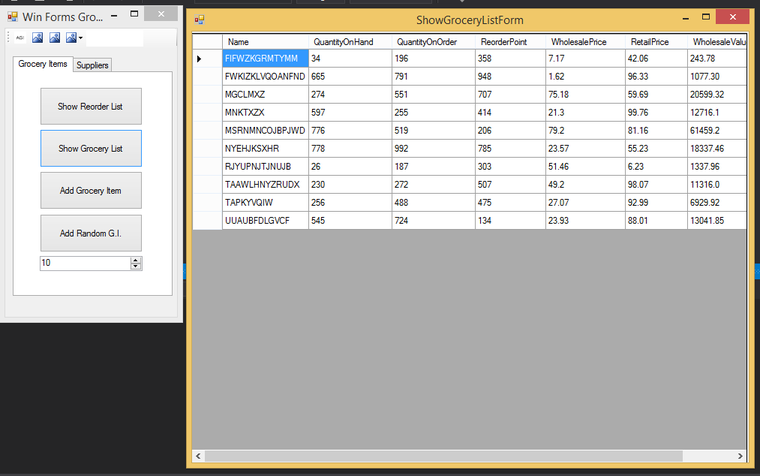 Win Forms Gro...
Grocery Items Suppliers
Show Reorder List
Show Grocery List
Add Grocery Item
Add Random G.I.
10
ShowGroceryListForm
Name QuantityOnHand QuantityOnOrder ReorderPoint WholesalePrice RetailPrice WholesaleValu
FIFWZKGRMTYMM 34 196 358 7.17 42.06 243.78
FWKIZKLVQOANFND 665 791 948 1.62 96.33 1077.30
MGCLMXZ 274 551 707 75.18 59.69 20599.32
MNKTXZX 597 255 414 21.3 99.76 12716.1
MSRNMNCOJBPJWD 776 519 206 79.2 81.16 61459.2
NYEHJKSXHR 778 992 785 23.57 55.23 18337.46
RJYUPNJTJNUJB 26 187 303 51.46 6.23 1337.96
TAAWLHNYZRUDX 230 272 507 49.2 98.07 11316.0
TAPKYVQIW 256 488 475 27.07 92.99 6929.92
UUAUBFDLGVCF 545 724 134 23.93 88.01 13041.85